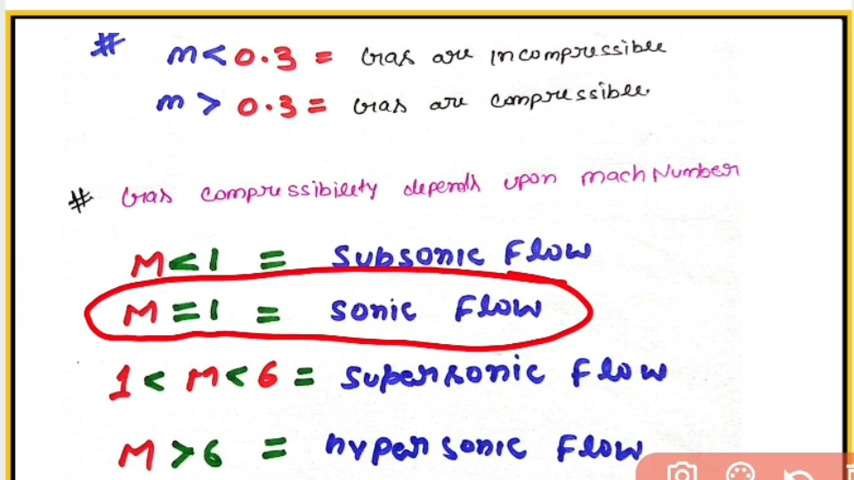 # m < 0.3 = Gas are incompressible
m > 0.3 = Gas are compressible
# Gas compressibility depends upon mach Number
M < 1 = Subsonic Flow
M = 1 = sonic Flow
1 < M < 6 = supersonic Flow
M > 6 = hypersonic Flow